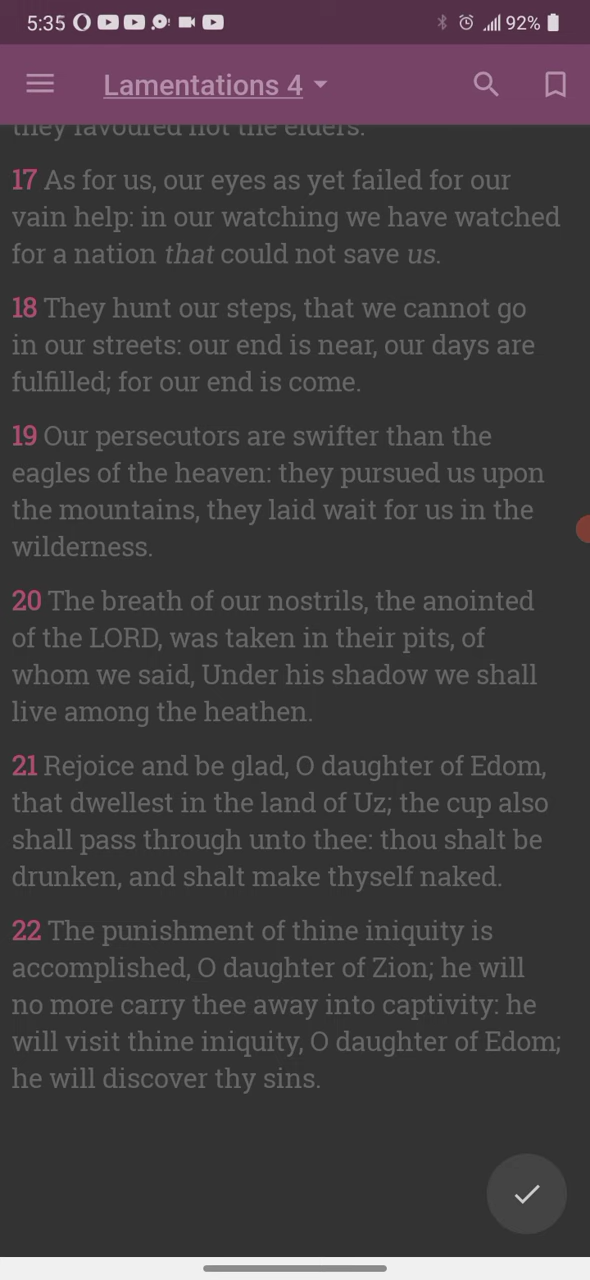 5:35
92%
Lamentations 4
they favoured not the elders.
17 As for us, our eyes as yet failed for our
vain help: in our watching we have watched
for a nation that could not save us.
18 They hunt our steps, that we cannot go
in our streets: our end is near, our days are
fulfilled; for our end is come.
19 Our persecutors are swifter than the
eagles of the heaven: they pursued us upon
the mountains, they laid wait for us in the
wilderness.
20 The breath of our nostrils, the anointed
of the LORD, was taken in their pits, of
whom we said, Under his shadow we shall
live among the heathen.
21 Rejoice and be glad, O daughter of Edom,
that dwellest in the land of Uz; the cup also
shall pass through unto thee: thou shalt be
drunken, and shalt make thyself naked.
22 The punishment of thine iniquity is
accomplished, O daughter of Zion; he will
no more carry thee away into captivity: he
will visit thine iniquity, O daughter of Edom;
he will discover thy sins.